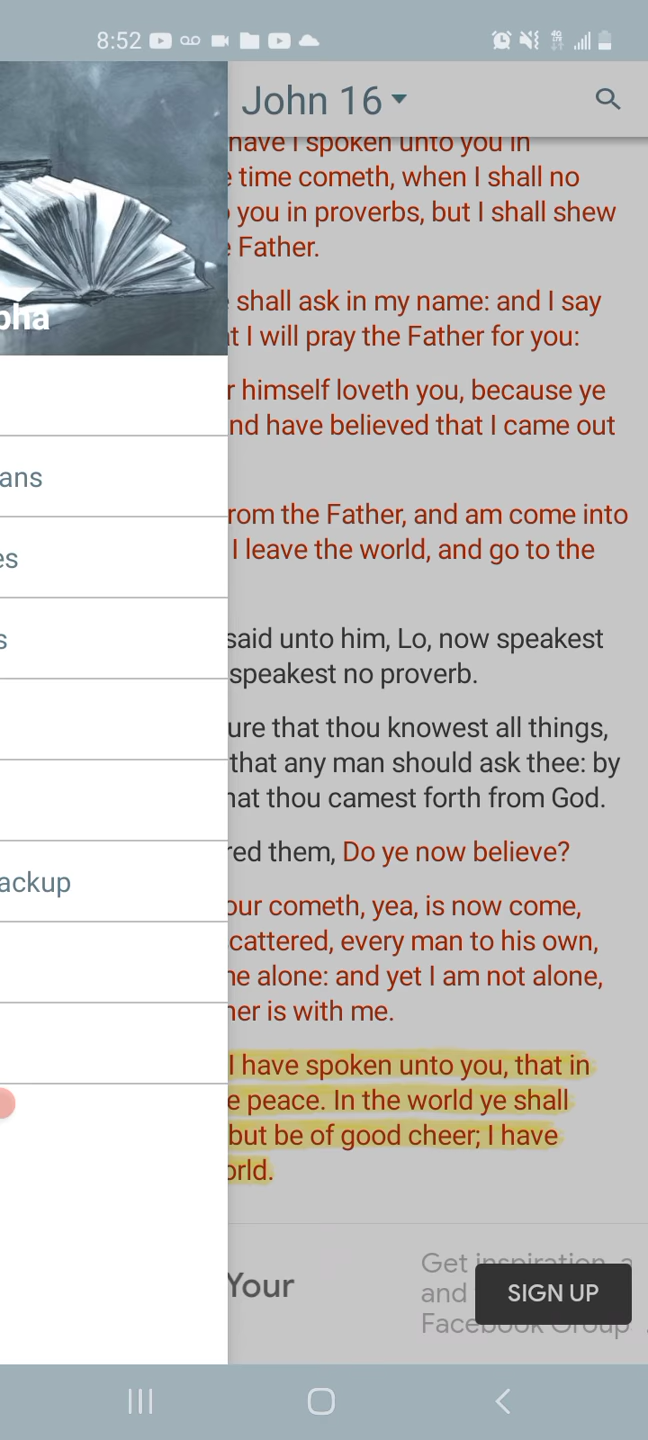 8:52
John 16
have I spoken unto you in
time cometh, when I shall no
you in proverbs, but I shall shew
Father.
shall ask in my name: and I say
I will pray the Father for you:
himself loveth you, because ye
nd have believed that I came out
rom the Father, and am come into
I leave the world, and go to the
said unto him, Lo, now speakest
speakest no proverb.
ure that thou knowest all things,
that any man should ask thee: by
hat thou camest forth from God.
red them, Do ye now believe?
our cometh, yea, is now come,
cattered, every man to his own,
me alone: and yet I am not alone,
her is with me.
I have spoken unto you, that in
e peace. In the world ye shall
but be of good cheer; I have
orld.
pha
ans
es
s
ackup
Your
Get inspiration, a
and
SIGN UP
Facebook Group